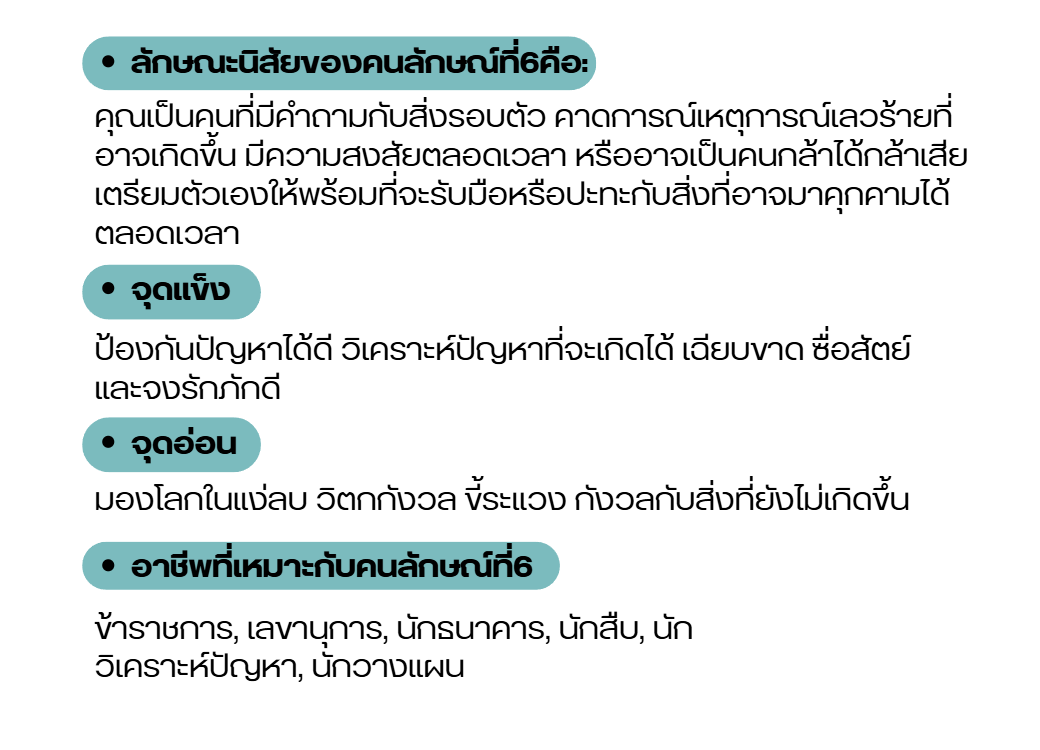 • ลักษณะนิสัยของคนลักษณ์ที่6คือ:
คุณเป็นคนที่มีคำถามกับสิ่งรอบตัว คาดการณ์เหตุการณ์เลวร้ายที่
อาจเกิดขึ้น มีความสงสัยตลอดเวลา หรืออาจเป็นคนกล้าได้กล้าเสีย
เตรียมตัวเองให้พร้อมที่จะรับมือหรือปะทะกับสิ่งที่อาจมาคุกคามได้
ตลอดเวลา
• จุดแข็ง
ป้องกันปัญหาได้ดี วิเคราะห์ปัญหาที่จะเกิดได้ เฉียบขาด ซื่อสัตย์
และจงรักภักดี
• จุดอ่อน
มองโลกในแง่ลบ วิตกกังวล ขี้ระแวง กังวลกับสิ่งที่ยังไม่เกิดขึ้น
• อาชีพที่เหมาะกับคนลักษณ์ที่6
ข้าราชการ, เลขานุการ, นักธนาคาร, นักสืบ, นัก
วิเคราะห์ปัญหา, นักวางแผน